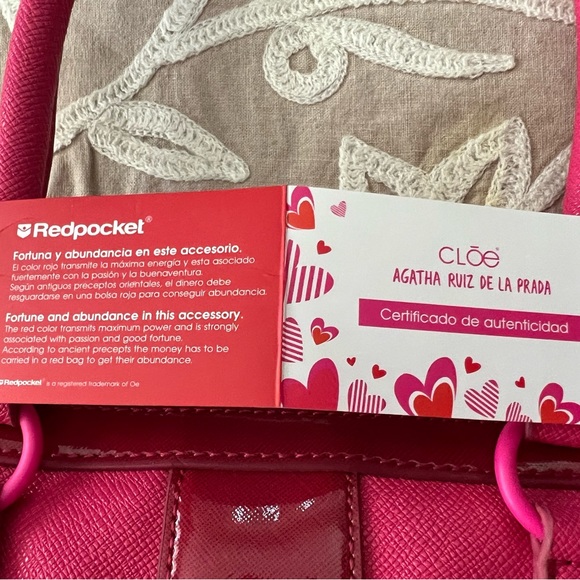 Redpocket®
Fortuna y abundancia en este accesorio.
El color rojo transmite la máxima energía y esta asociado
fuertemente con la pasión y la buenaventura.
Según antiguos preceptos orientales, el dinero debe
resguardarse en una bolsa roja para conseguir abundancia.
Fortune and abundance in this accessory.
The red color transmits maximum power and is strongly
associated with passion and good fortune.
According to ancient precepts the money has to be
carried in a red bag to get their abundance.
Redpocket® is a registered trademark of Oe
CLŌE®
AGATHA RUIZ DE LA PRADA
Certificado de autenticidad